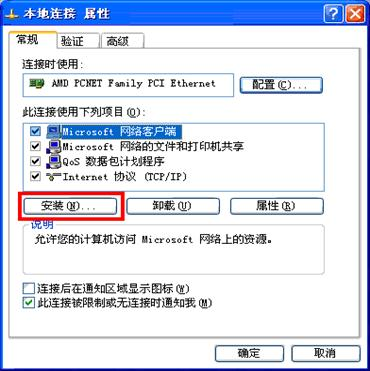 本地连接 属性
常规 验证 高级
连接时使用:
AMD PCNET Family PCI Ethernet
配置(C)...
此连接使用下列项目(O):
Microsoft 网络客户端
Microsoft 网络的文件和打印机共享
QoS 数据包计划程序
Internet 协议 (TCP/IP)
安装(N)... 卸载(U) 属性(R)
说明
允许您的计算机访问 Microsoft 网络上的资源。
连接后在通知区域显示图标(W)
此连接被限制或无连接时通知我(M)
确定 取消